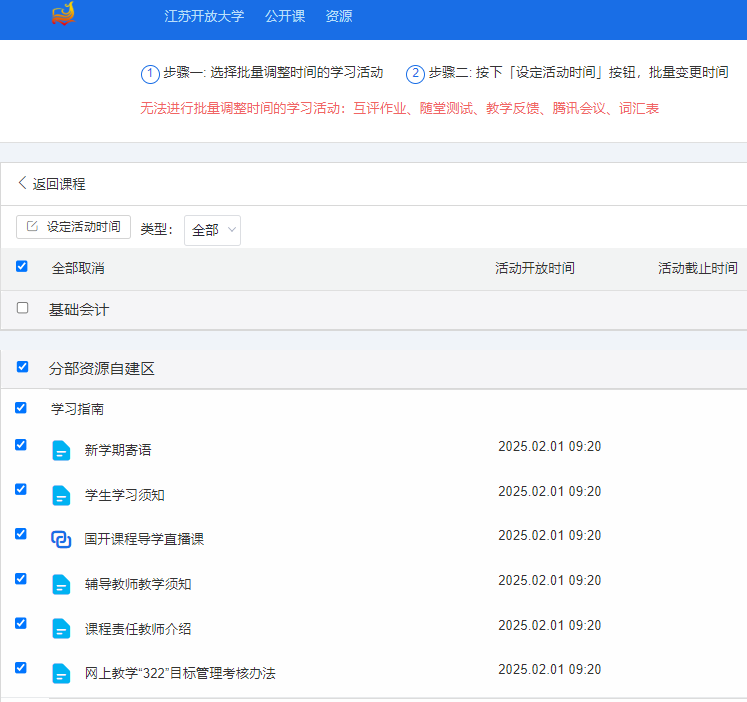 江苏开放大学 公开课 资源
1 步骤一: 选择批量调整时间的学习活动 2 步骤二: 按下「设定活动时间」按钮，批量变更时间
无法进行批量调整时间的学习活动：互评作业、随堂测试、教学反馈、腾讯会议、词汇表
返回课程
设定活动时间 类型： 全部
全部取消 活动开放时间 活动截止时间
基础会计
分部资源自建区
学习指南
新学期寄语 2025.02.01 09:20
学生学习须知 2025.02.01 09:20
国开课程导学直播课 2025.02.01 09:20
辅导教师教学须知 2025.02.01 09:20
课程责任教师介绍 2025.02.01 09:20
网上教学“322”目标管理考核办法 2025.02.01 09:20